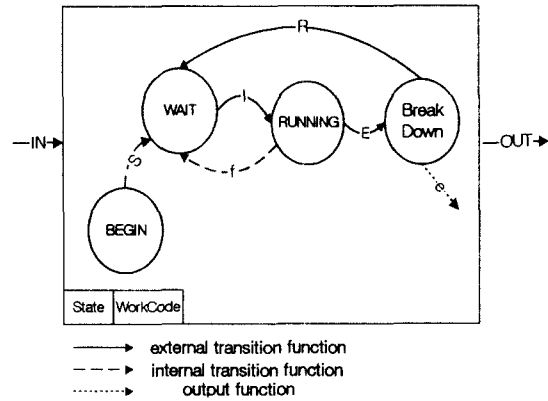 R
WAIT
I
RUNNING
Break
Down
E
IN
OUT
S
f
e
BEGIN
State WorkCode
external transition function
internal transition function
output function